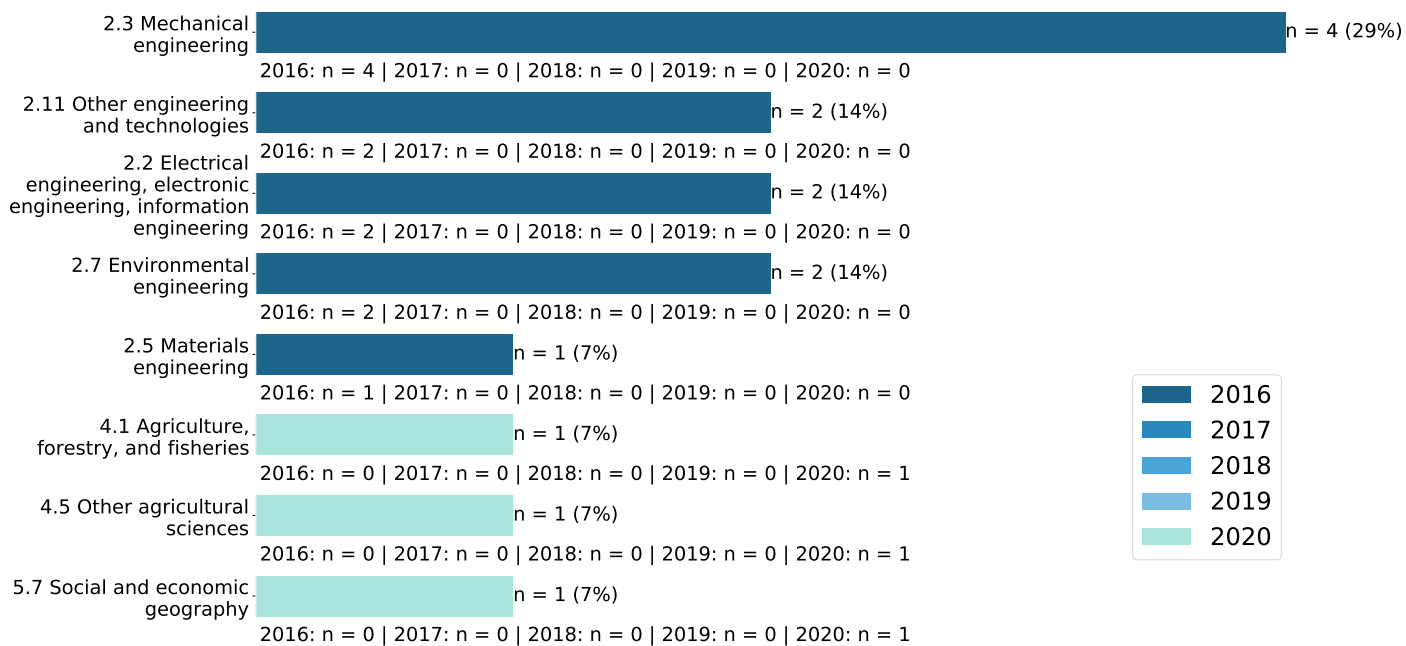 2.3 Mechanical
engineering
n = 4 (29%)
2016: n = 4 | 2017: n = 0 | 2018: n = 0 | 2019: n = 0 | 2020: n = 0
2.11 Other engineering
and technologies
n = 2 (14%)
2016: n = 2 | 2017: n = 0 | 2018: n = 0 | 2019: n = 0 | 2020: n = 0
2.2 Electrical
engineering, electronic
engineering, information
engineering
n = 2 (14%)
2016: n = 2 | 2017: n = 0 | 2018: n = 0 | 2019: n = 0 | 2020: n = 0
2.7 Environmental
engineering
n = 2 (14%)
2016: n = 2 | 2017: n = 0 | 2018: n = 0 | 2019: n = 0 | 2020: n = 0
2.5 Materials
engineering
n = 1 (7%)
2016: n = 1 | 2017: n = 0 | 2018: n = 0 | 2019: n = 0 | 2020: n = 0
4.1 Agriculture,
forestry, and fisheries
n = 1 (7%)
2016: n = 0 | 2017: n = 0 | 2018: n = 0 | 2019: n = 0 | 2020: n = 1
4.5 Other agricultural
sciences
n = 1 (7%)
2016: n = 0 | 2017: n = 0 | 2018: n = 0 | 2019: n = 0 | 2020: n = 1
5.7 Social and economic
geography
n = 1 (7%)
2016: n = 0 | 2017: n = 0 | 2018: n = 0 | 2019: n = 0 | 2020: n = 1
2016
2017
2018
2019
2020